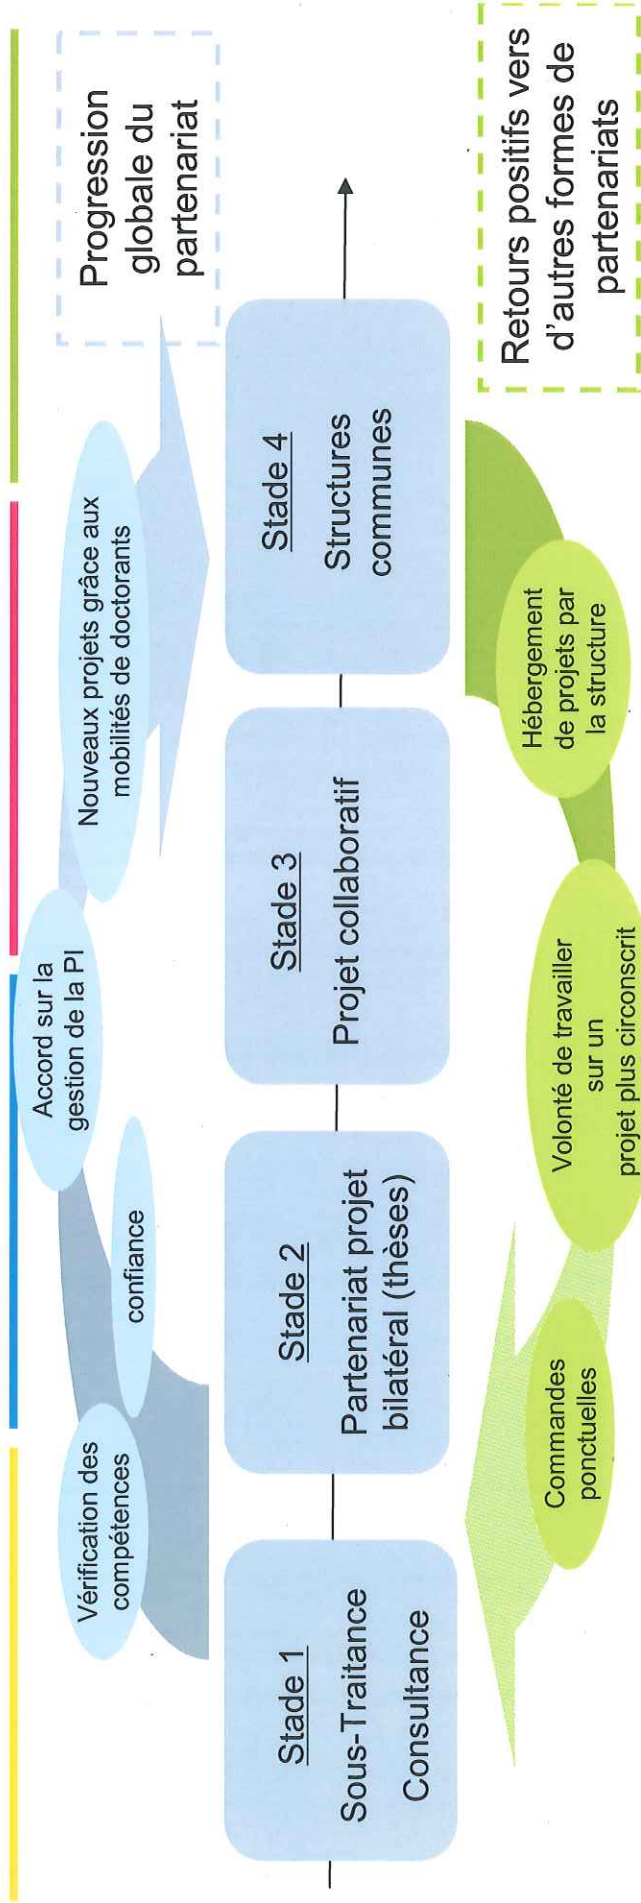 Vérification des
compétences
confiance
Accord sur la
gestion de la PI
Nouveaux projets grâce aux
mobilités de doctorants
Progression
globale du
partenariat
Stade 1
Sous-Traitance
Consultance
Stade 2
Partenariat projet
bilatéral (thèses)
Stade 3
Projet collaboratif
Stade 4
Structures
communes
Commandes
ponctuelles
Volonté de travailler
sur un
projet plus circonscrit
Hébergement
de projets par
la structure
Retours positifs vers
d'autres formes de
partenariats